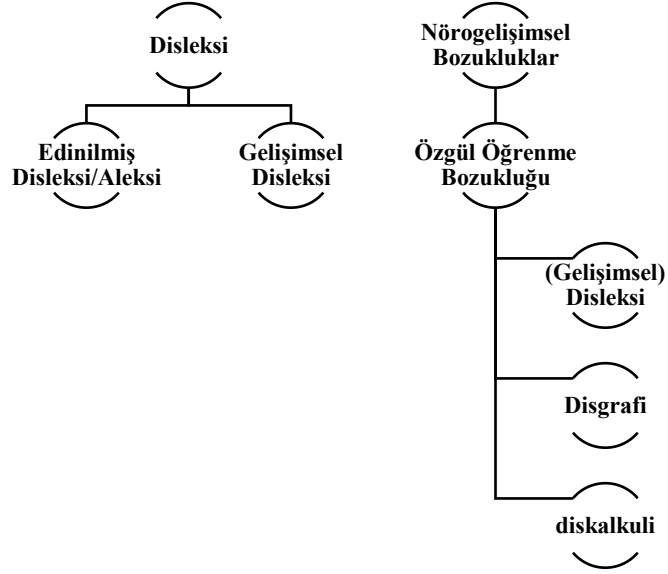 Disleksi
Edinilmiş
Disleksi/Aleksi
Gelişimsel
Disleksi
Nörogelişimsel
Bozukluklar
Özgül Öğrenme
Bozukluğu
(Gelişimsel)
Disleksi
Disgrafi
diskalkuli